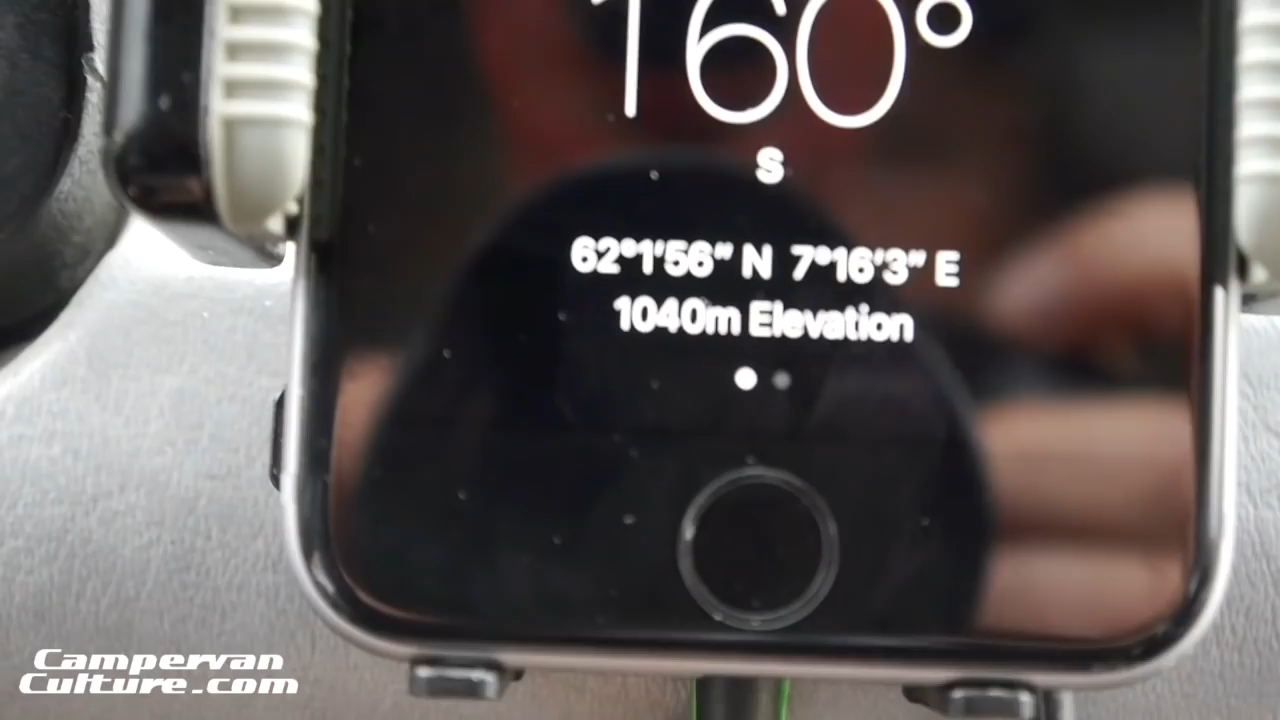 160°
S
62°1'56" N 7°16'3" E
1040m Elevation
Campervan
Culture.com